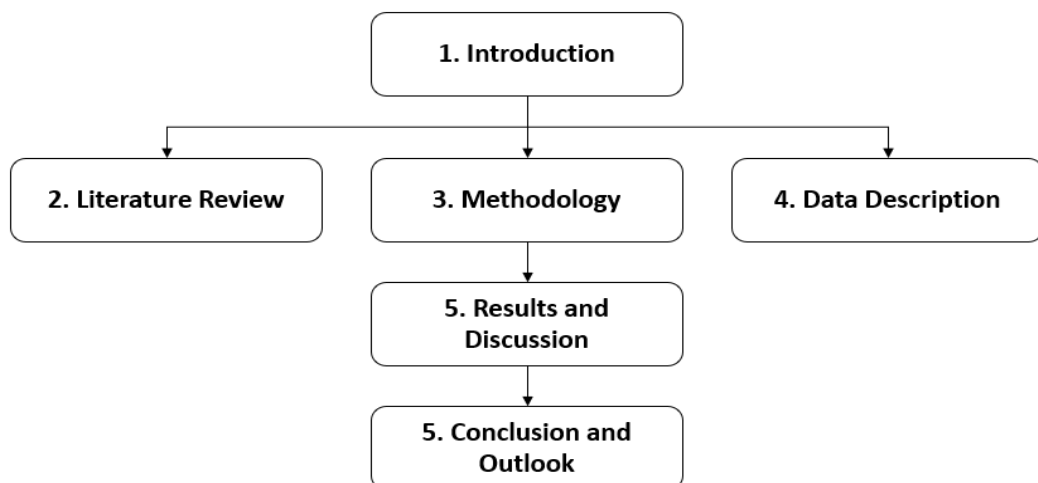 1. Introduction
2. Literature Review
3. Methodology
4. Data Description
5. Results and
Discussion
5. Conclusion and
Outlook